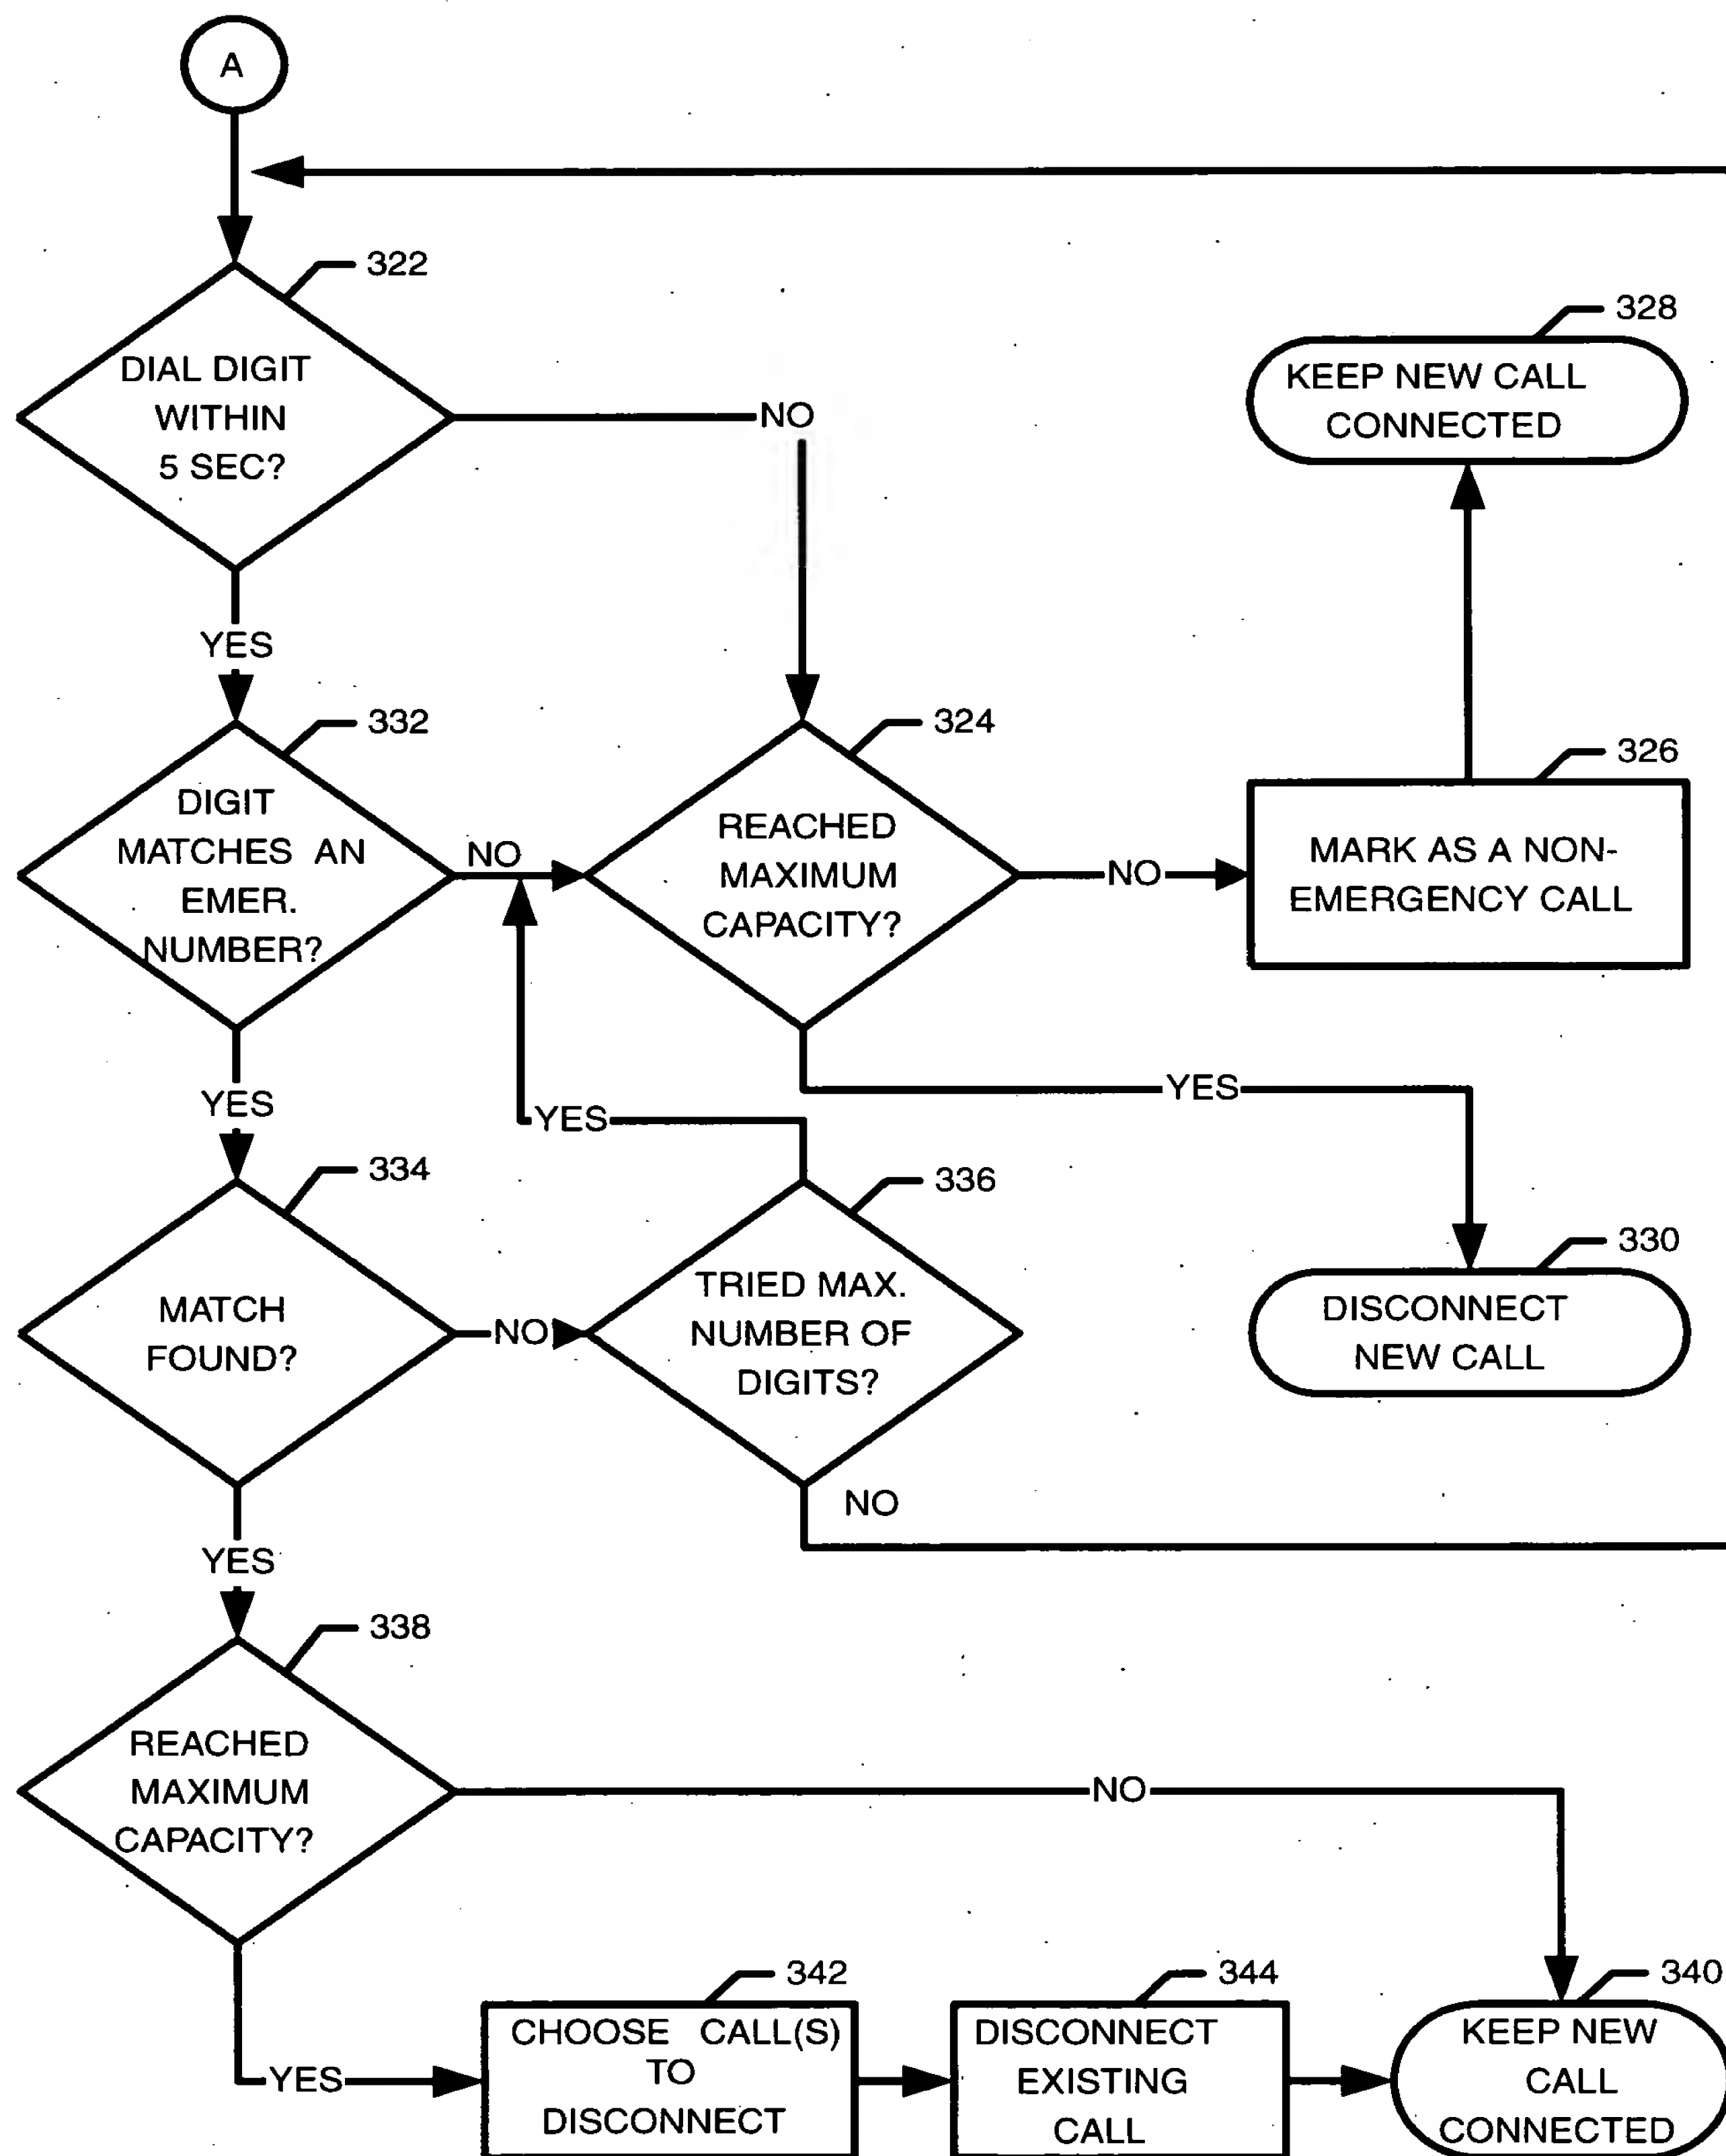 A
322
DIAL DIGIT
WITHIN
5 SEC?
NO
328
KEEP NEW CALL
CONNECTED
YES
332
DIGIT
MATCHES AN
EMER.
NUMBER?
NO
324
REACHED
MAXIMUM
CAPACITY?
NO
326
MARK AS A NON-
EMERGENCY CALL
YES
YES
YES
334
MATCH
FOUND?
NO
336
TRIED MAX.
NUMBER OF
DIGITS?
NO
330
DISCONNECT
NEW CALL
YES
338
REACHED
MAXIMUM
CAPACITY?
NO
YES
342
CHOOSE CALL(S)
TO
DISCONNECT
344
DISCONNECT
EXISTING
CALL
340
KEEP NEW
CALL
CONNECTED